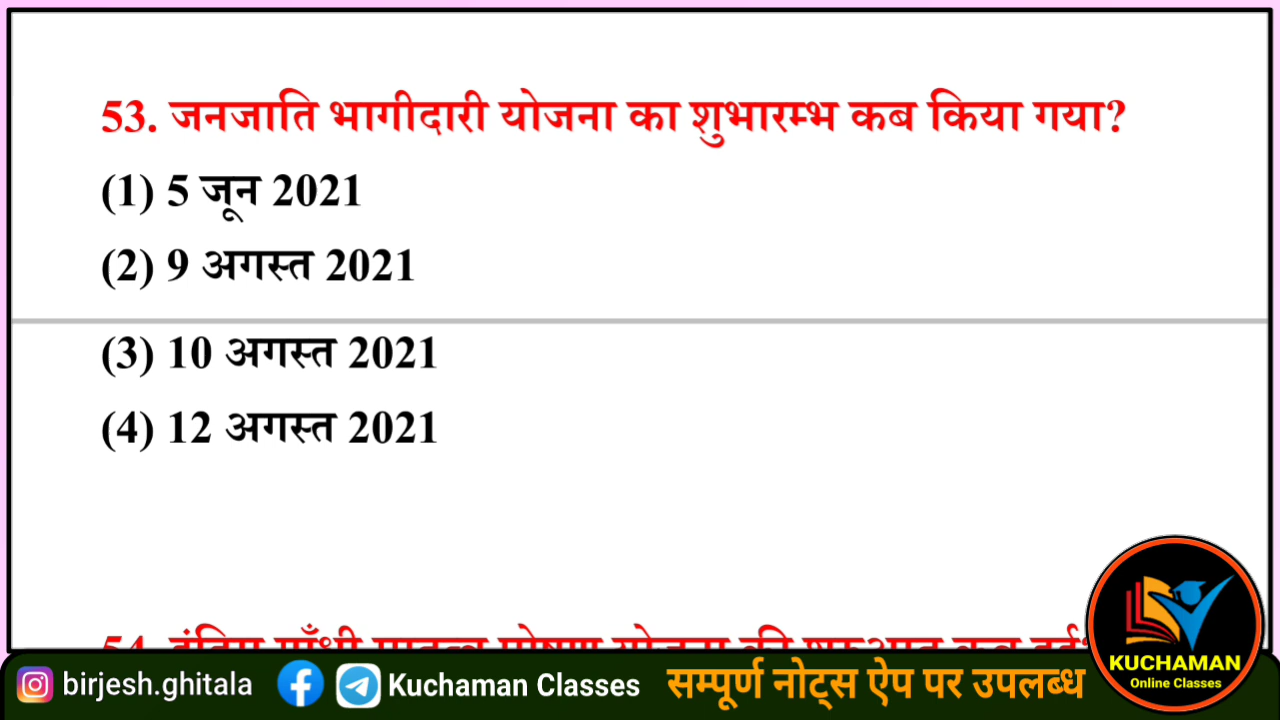 53. जनजाति भागीदारी योजना का शुभारम्भ कब किया गया?
(1) 5 जून 2021
(2) 9 अगस्त 2021
(3) 10 अगस्त 2021
(4) 12 अगस्त 2021
birjesh.ghitala Kuchaman Classes सम्पूर्ण नोट्स ऐप पर उपलब्ध
KUCHAMAN
Online Classes